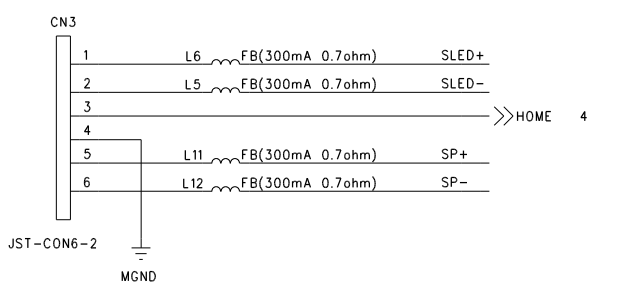 CN3
1 L6 FB(300mA 0.7ohm) SLED+
2 L5 FB(300mA 0.7ohm) SLED-
3 HOME 4
4
5 L11 FB(300mA 0.7ohm) SP+
6 L12 FB(300mA 0.7ohm) SP-
JST-CON6-2
MGND